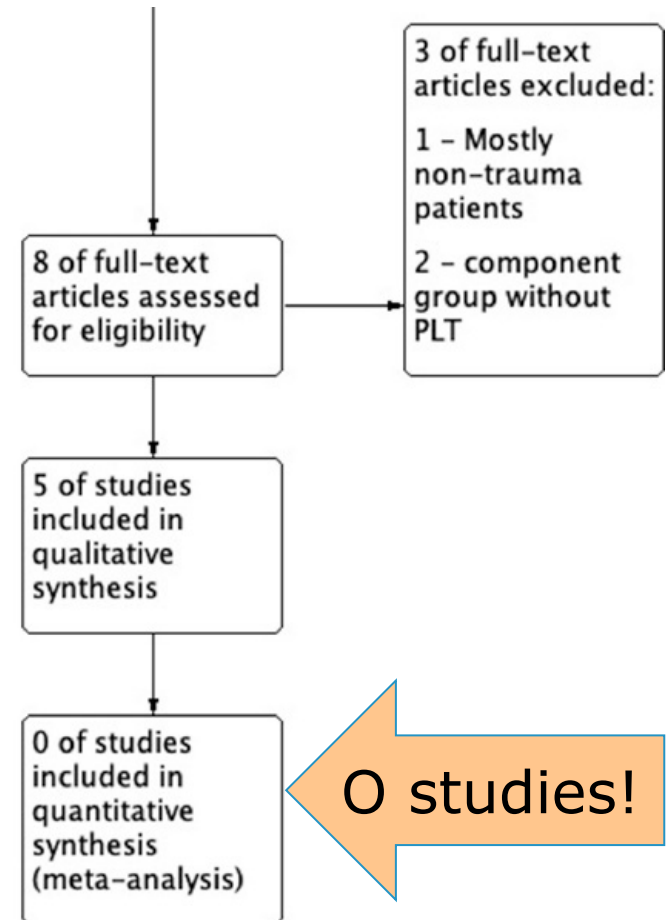 3 of full-text
articles excluded:
1 – Mostly
non-trauma
patients
2 – component
group without
PLT
8 of full-text
articles assessed
for eligibility
5 of studies
included in
qualitative
synthesis
0 of studies
included in
quantitative
synthesis
(meta-analysis)
O studies!